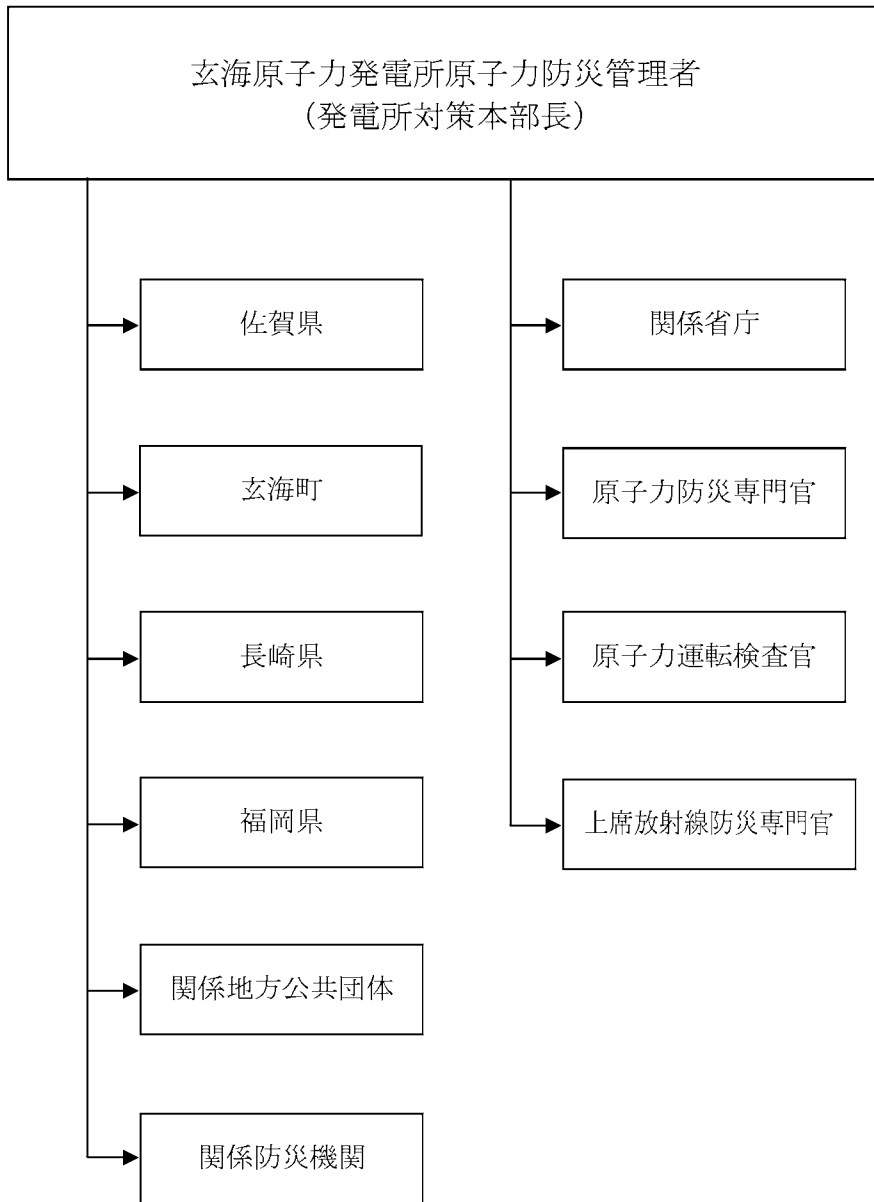 玄海原子力発電所原子力防災管理者
（発電所対策本部長）
佐賀県
玄海町
長崎県
福岡県
関係地方公共団体
関係防災機関
関係省庁
原子力防災専門官
原子力運転検査官
上席放射線防災専門官